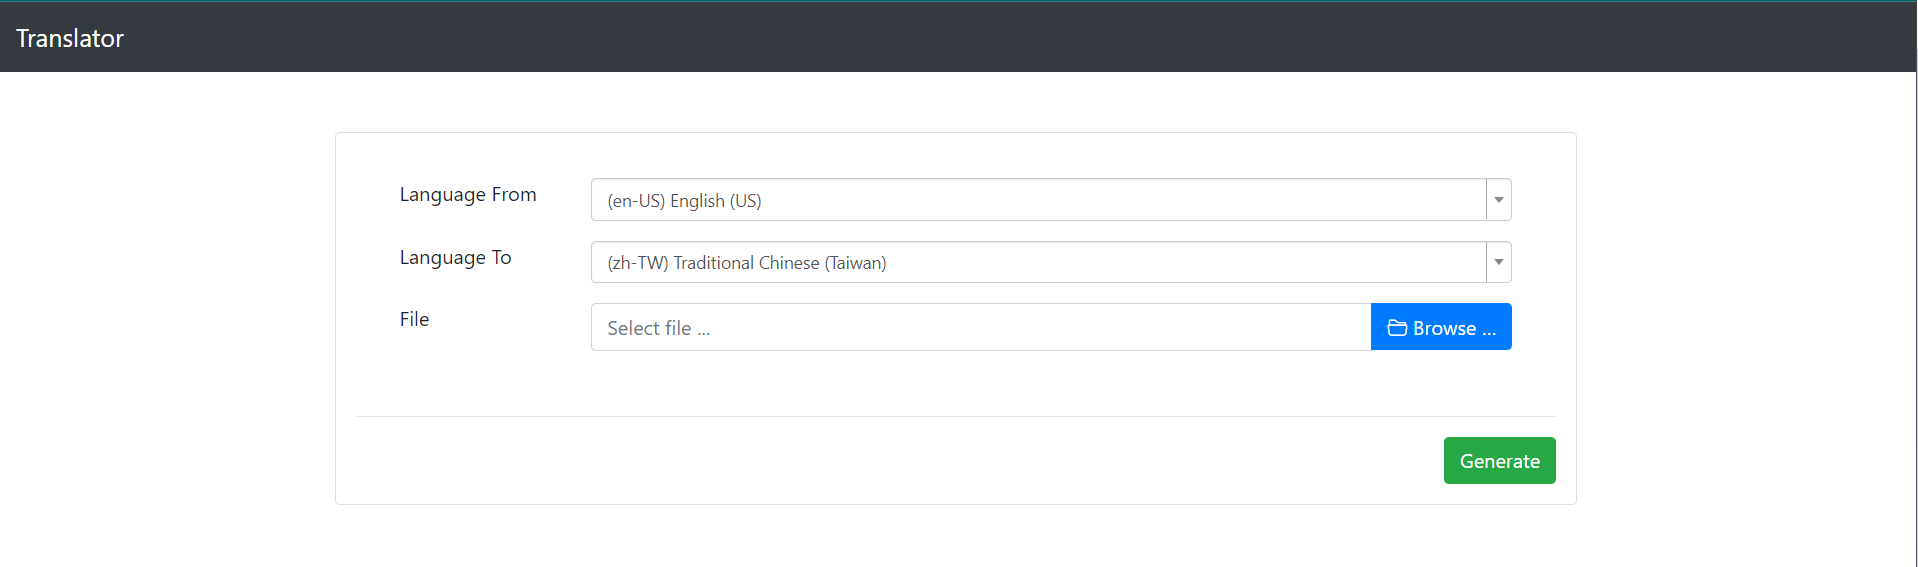 Translator
Language From
(en-US) English (US)
Language To
(zh-TW) Traditional Chinese (Taiwan)
File
Select file ...
Browse ...
Generate